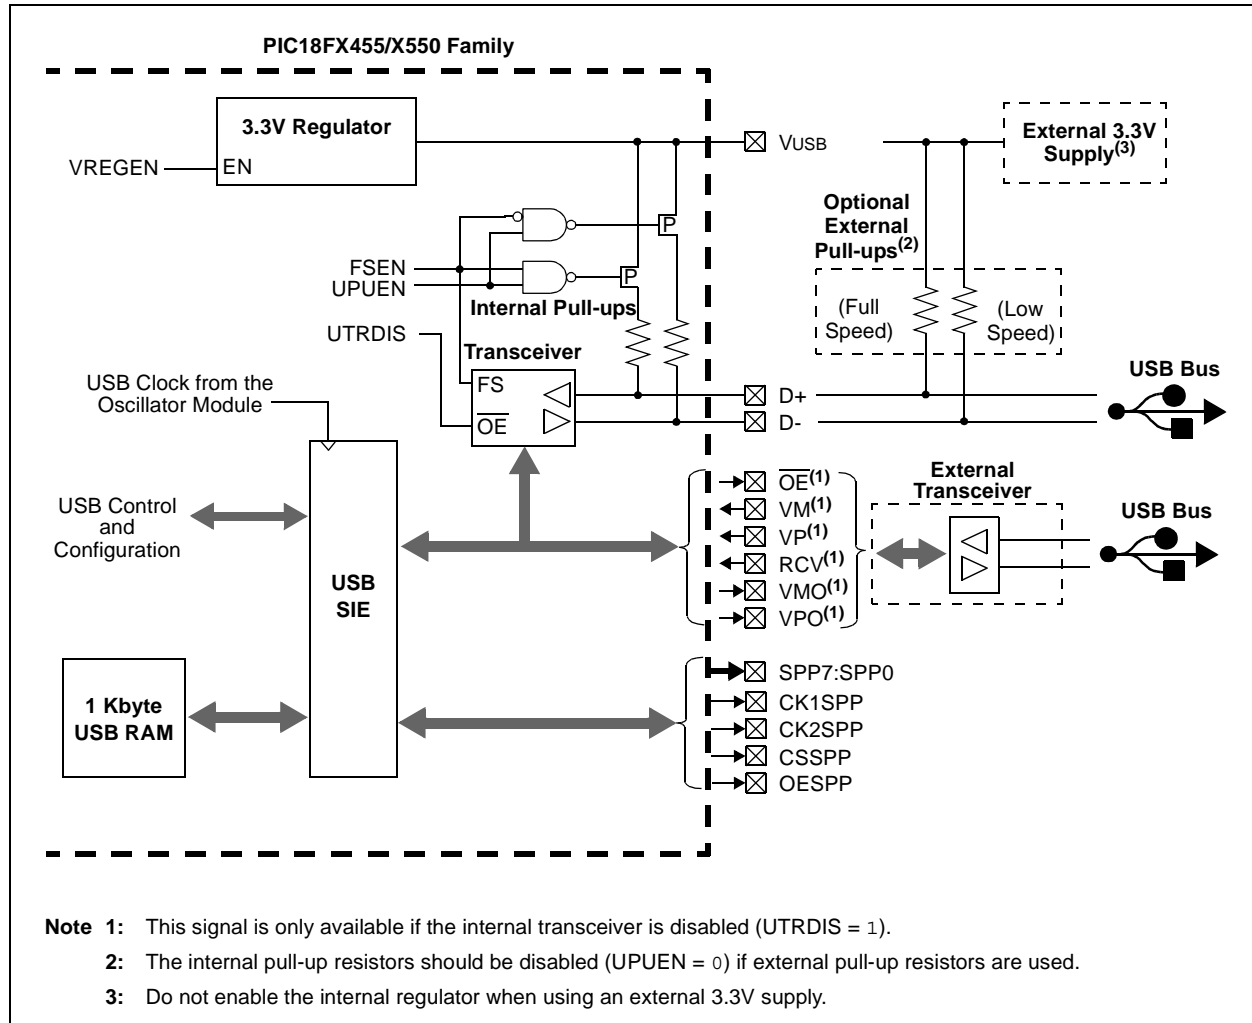 PIC18FX455/X550 Family
3.3V Regulator
EN
VREGEN
VUSB
External 3.3V
Supply(3)
Optional
External
Pull-ups(2)
P
P
FSEN
UPUEN
Internal Pull-ups
(Full
Speed)
(Low
Speed)
UTRDIS
Transceiver
FS
OE
USB Clock from the
Oscillator Module
D+
D-
USB Bus
USB Control
and
Configuration
USB
SIE
OE(1)
VM(1)
VP(1)
RCV(1)
VMO(1)
VPO(1)
External
Transceiver
USB Bus
1 Kbyte
USB RAM
SPP7:SPP0
CK1SPP
CK2SPP
CSSPP
OESPP
Note 1: This signal is only available if the internal transceiver is disabled (UTRDIS = 1).
2: The internal pull-up resistors should be disabled (UPUEN = 0) if external pull-up resistors are used.
3: Do not enable the internal regulator when using an external 3.3V supply.